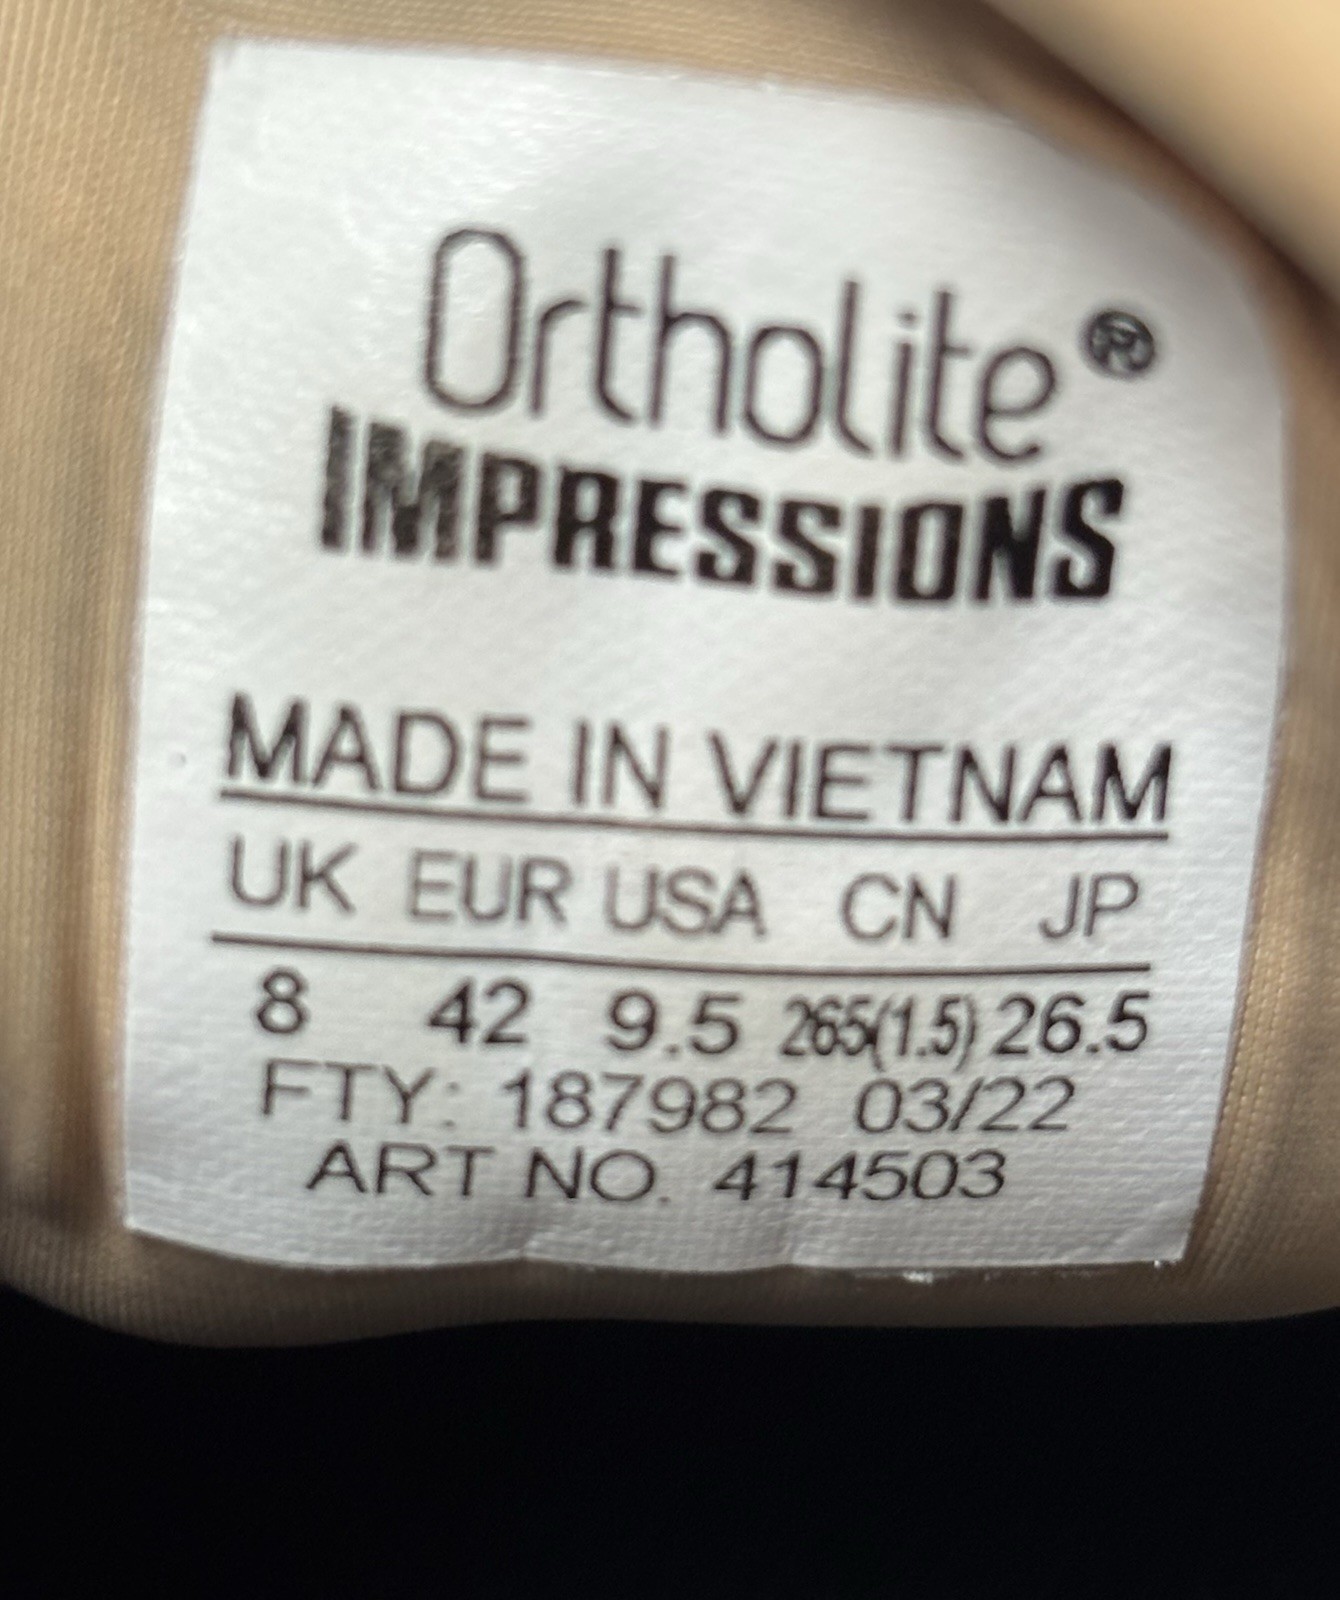 Ortholite®
IMPRESSIONS
MADE IN VIETNAM
UK EUR USA CN JP
8 42 9.5 265(1.5) 26.5
FTY: 187982 03/22
ART NO. 414503